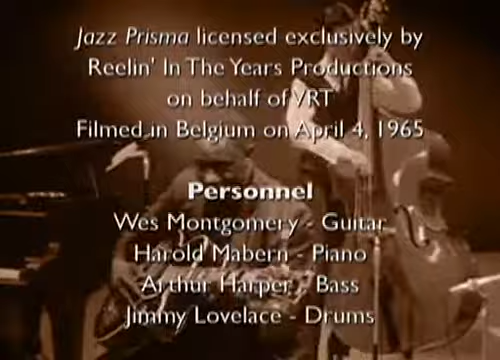 Jazz Prisma licensed exclusively by
Reelin' In The Years Productions
on behalf of VRT
Filmed in Belgium on April 4, 1965
Personnel
Wes Montgomery - Guitar
Harold Mabern - Piano
Arthur Harper - Bass
Jimmy Lovelace - Drums